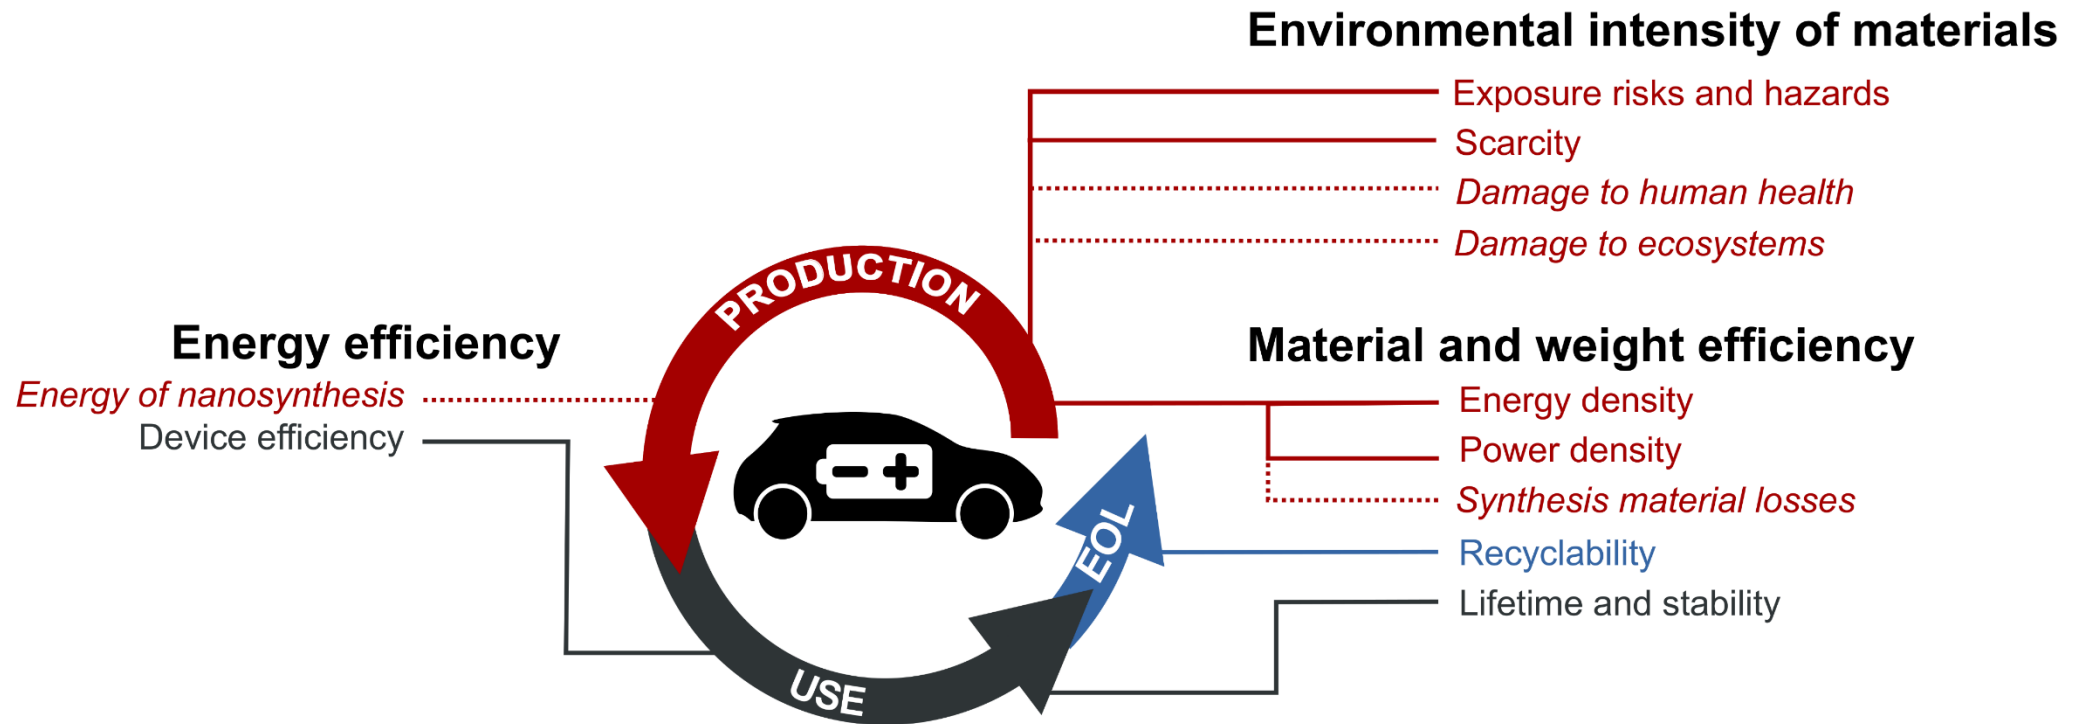 Environmental intensity of materials
Exposure risks and hazards
Scarcity
Damage to human health
Damage to ecosystems
PRODUCTION
Energy efficiency
Energy of nanosynthesis
Device efficiency
Material and weight efficiency
Energy density
Power density
Synthesis material losses
Recyclability
Lifetime and stability
EOL
USE